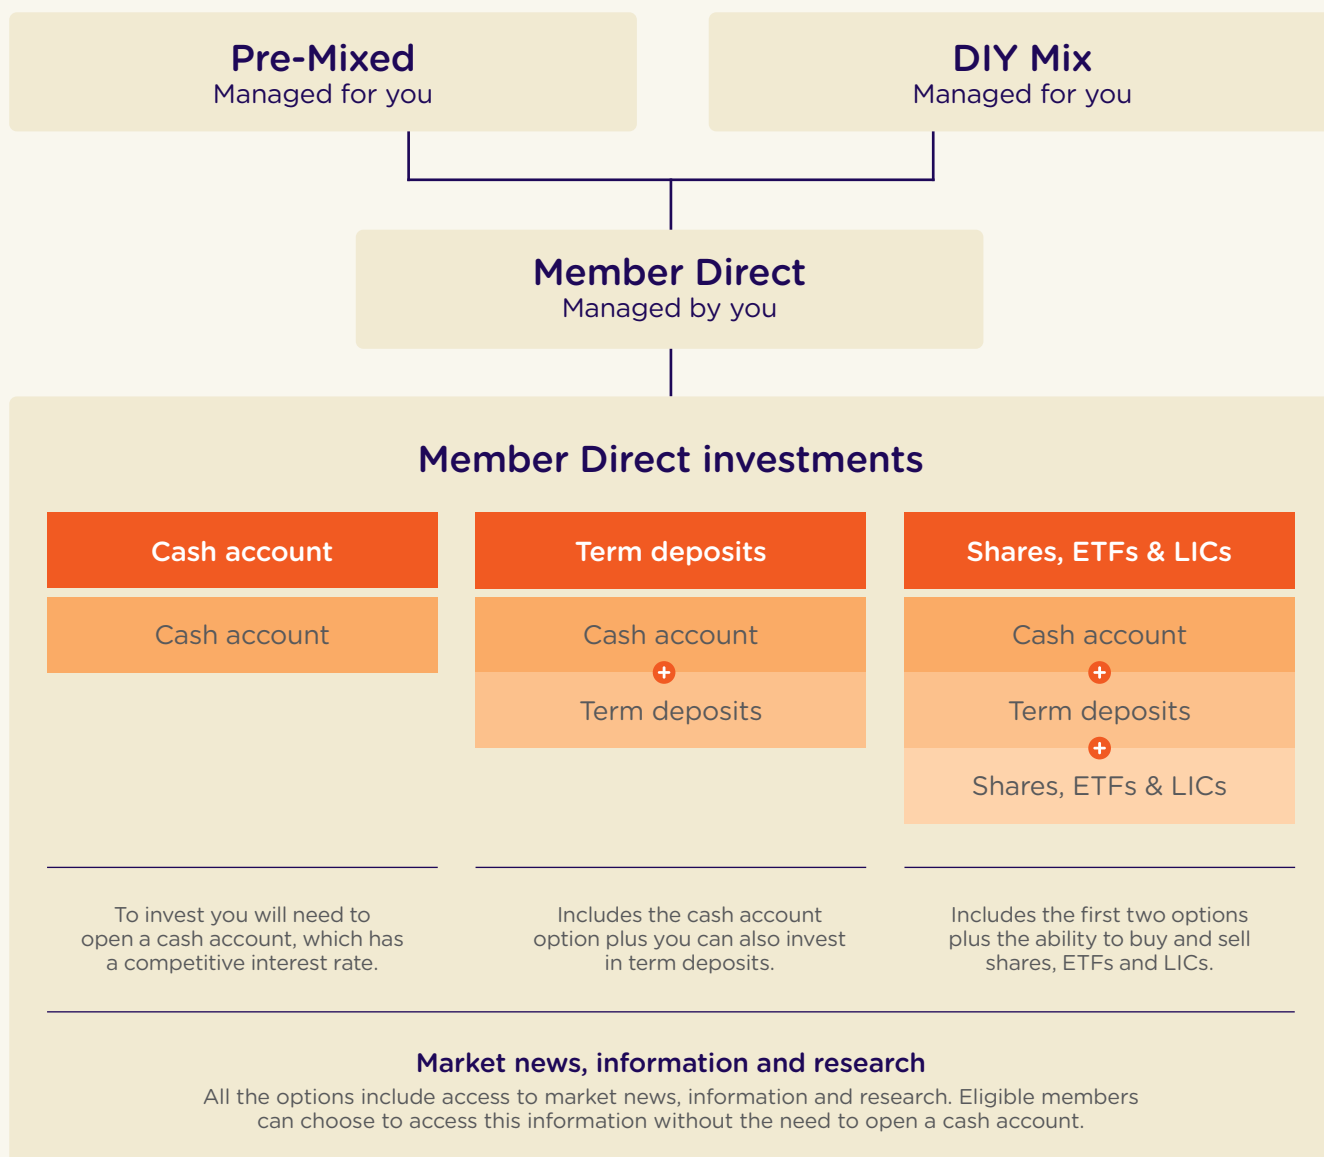 Pre-Mixed
Managed for you
DIY Mix
Managed for you
Member Direct
Managed by you
Member Direct investments
Cash account
Cash account
To invest you will need to
open a cash account, which has
a competitive interest rate.
Term deposits
Cash account
+
Term deposits
Includes the cash account
option plus you can also invest
in term deposits.
Shares, ETFs & LICs
Cash account
+
Term deposits
+
Shares, ETFs & LICs
Includes the first two options
plus the ability to buy and sell
shares, ETFs and LICs.
Market news, information and research
All the options include access to market news, information and research. Eligible members
can choose to access this information without the need to open a cash account.